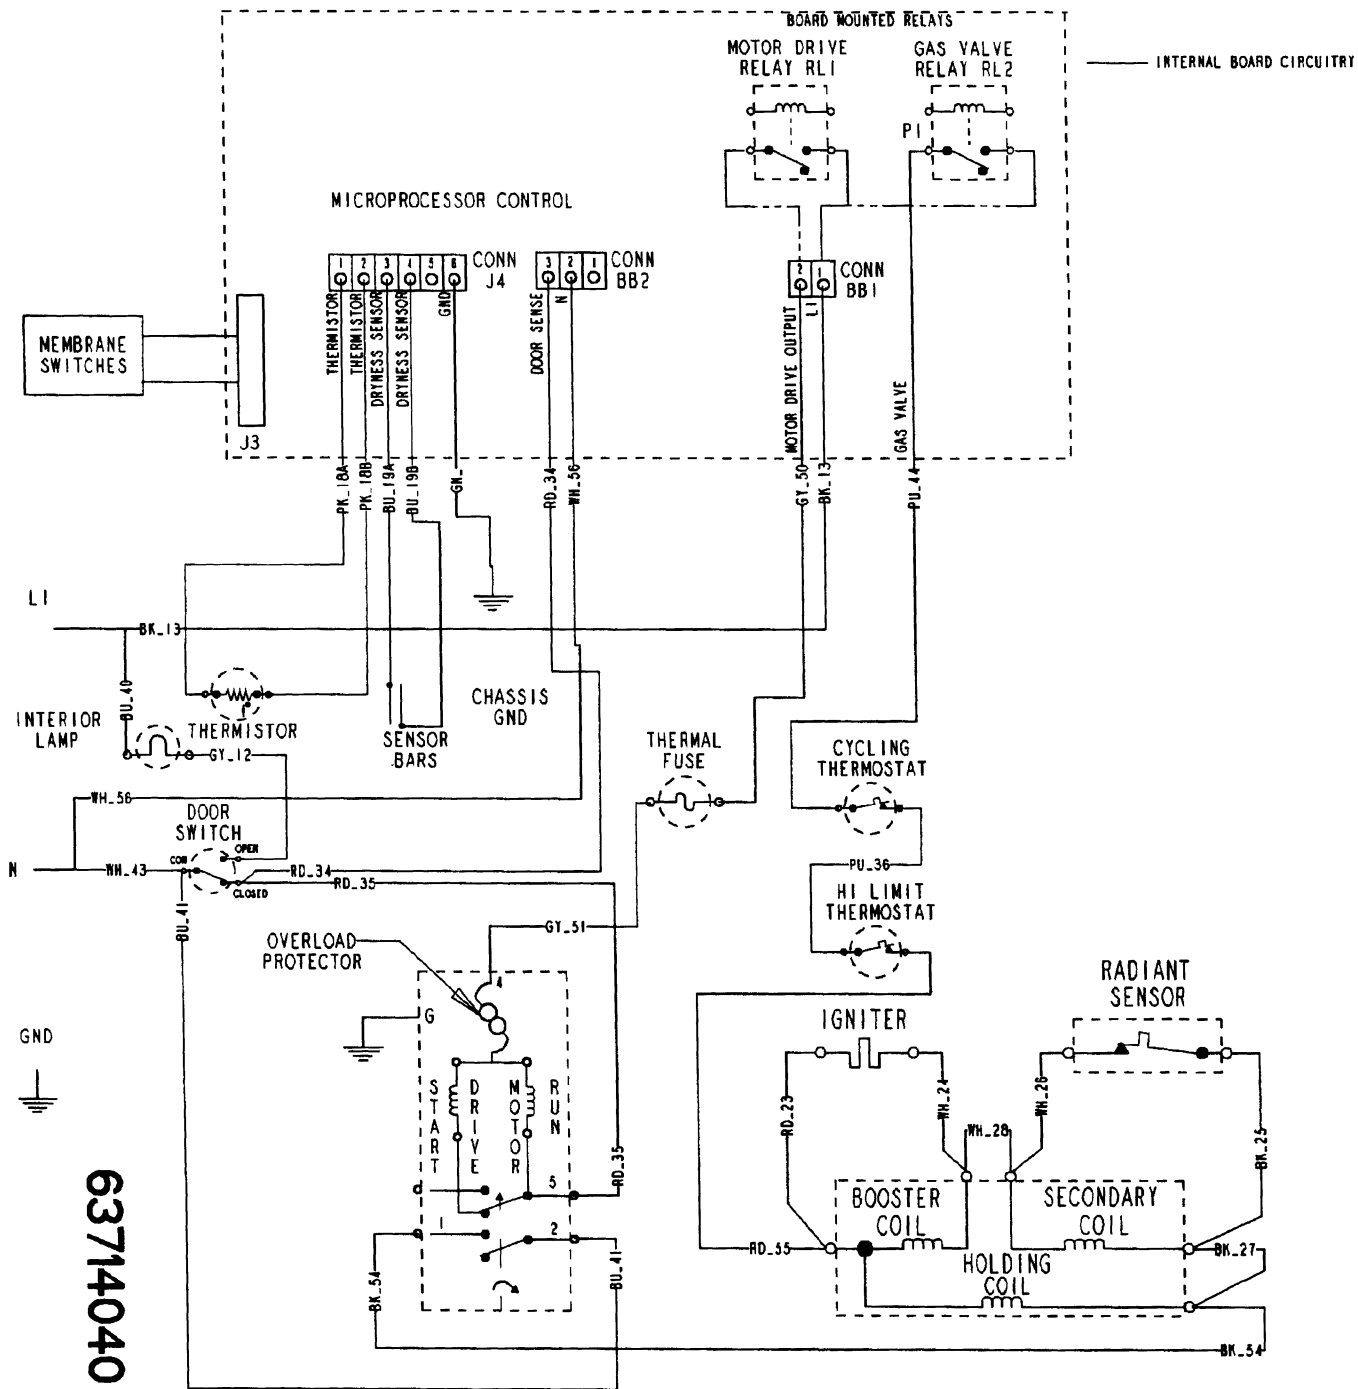 BOARD MOUNTED RELAYS
MOTOR DRIVE
RELAY RL1
GAS VALVE
RELAY RL2
INTERNAL BOARD CIRCUITRY
P1
MICROPROCESSOR CONTROL
1 2 3 4 5 6
CONN
J4
3 2 1
CONN
BB2
2 1
CONN
BB1
THERMISTOR
THERMISTOR
DRYNESS SENSOR
DRYNESS SENSOR
GND
DOOR SENSE
N
MOTOR DRIVE OUTPUT
L1
GAS VALVE
MEMBRANE
SWITCHES
J3
PK_18A
PK_18B
BU_19A
BU_19B
GN_
RD_34
WH_56
GY_50
BK_13
PU_44
L1
BK_13
BU_40
INTERIOR
LAMP
THERMISTOR
GY_12
SENSOR
BARS
CHASSIS
GND
THERMAL
FUSE
CYCLING
THERMOSTAT
WH_56
DOOR
SWITCH
OPEN
COM
CLOSED
N
WH_43
RD_34
RD_35
BU_41
PU_36
HI LIMIT
THERMOSTAT
GY_51
OVERLOAD
PROTECTOR
4
G
GND
IGNITER
RADIANT
SENSOR
START
DRIVE
MOTOR
RUN
RD_23
WH_24
WH_28
WH_26
BK_25
RD_35
5
1
2
BU_41
BK_54
BOOSTER
COIL
SECONDARY
COIL
RD_55
HOLDING
COIL
BK_27
BK_54
63714040